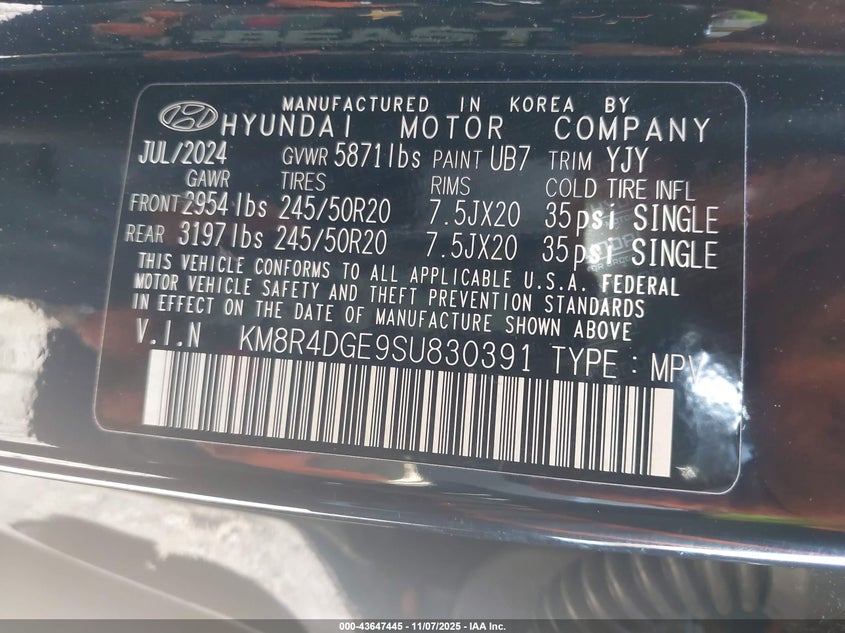 MANUFACTURED IN KOREA BY
HYUNDAI MOTOR COMPANY
JUL/2024 GVWR 5871lbs PAINT UB7 TRIM YJY
GAWR TIRES RIMS COLD TIRE INFL
FRONT 2954lbs 245/50R20 7.5JX20 35psi SINGLE
REAR 3197lbs 245/50R20 7.5JX20 35psi SINGLE
THIS VEHICLE CONFORMS TO ALL APPLICABLE U.S.A. FEDERAL
MOTOR VEHICLE SAFETY AND THEFT PREVENTION STANDARDS
IN EFFECT ON THE DATE OF MANUFACTURE SHOWN ABOVE
V.I.N KM8R4DGE9SU830391 TYPE : MPV
000-43647445 - 11/07/2025 - IAA Inc.